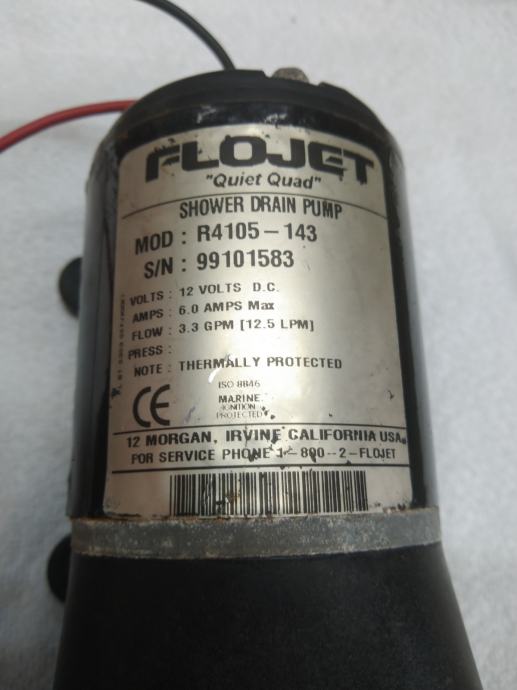 FLOJET
"Quiet Quad"
SHOWER DRAIN PUMP
MOD : R4105-143
S/N : 99101583
VOLTS : 12 VOLTS D.C.
AMPS : 6.0 AMPS Max
FLOW : 3.3 GPM [12.5 LPM]
PRESS :
NOTE : THERMALLY PROTECTED
ISO 8846
MARINE
IGNITION
PROTECTED
CE
12 MORGAN, IRVINE CALIFORNIA USA
FOR SERVICE PHONE 1-800--2-FLOJET